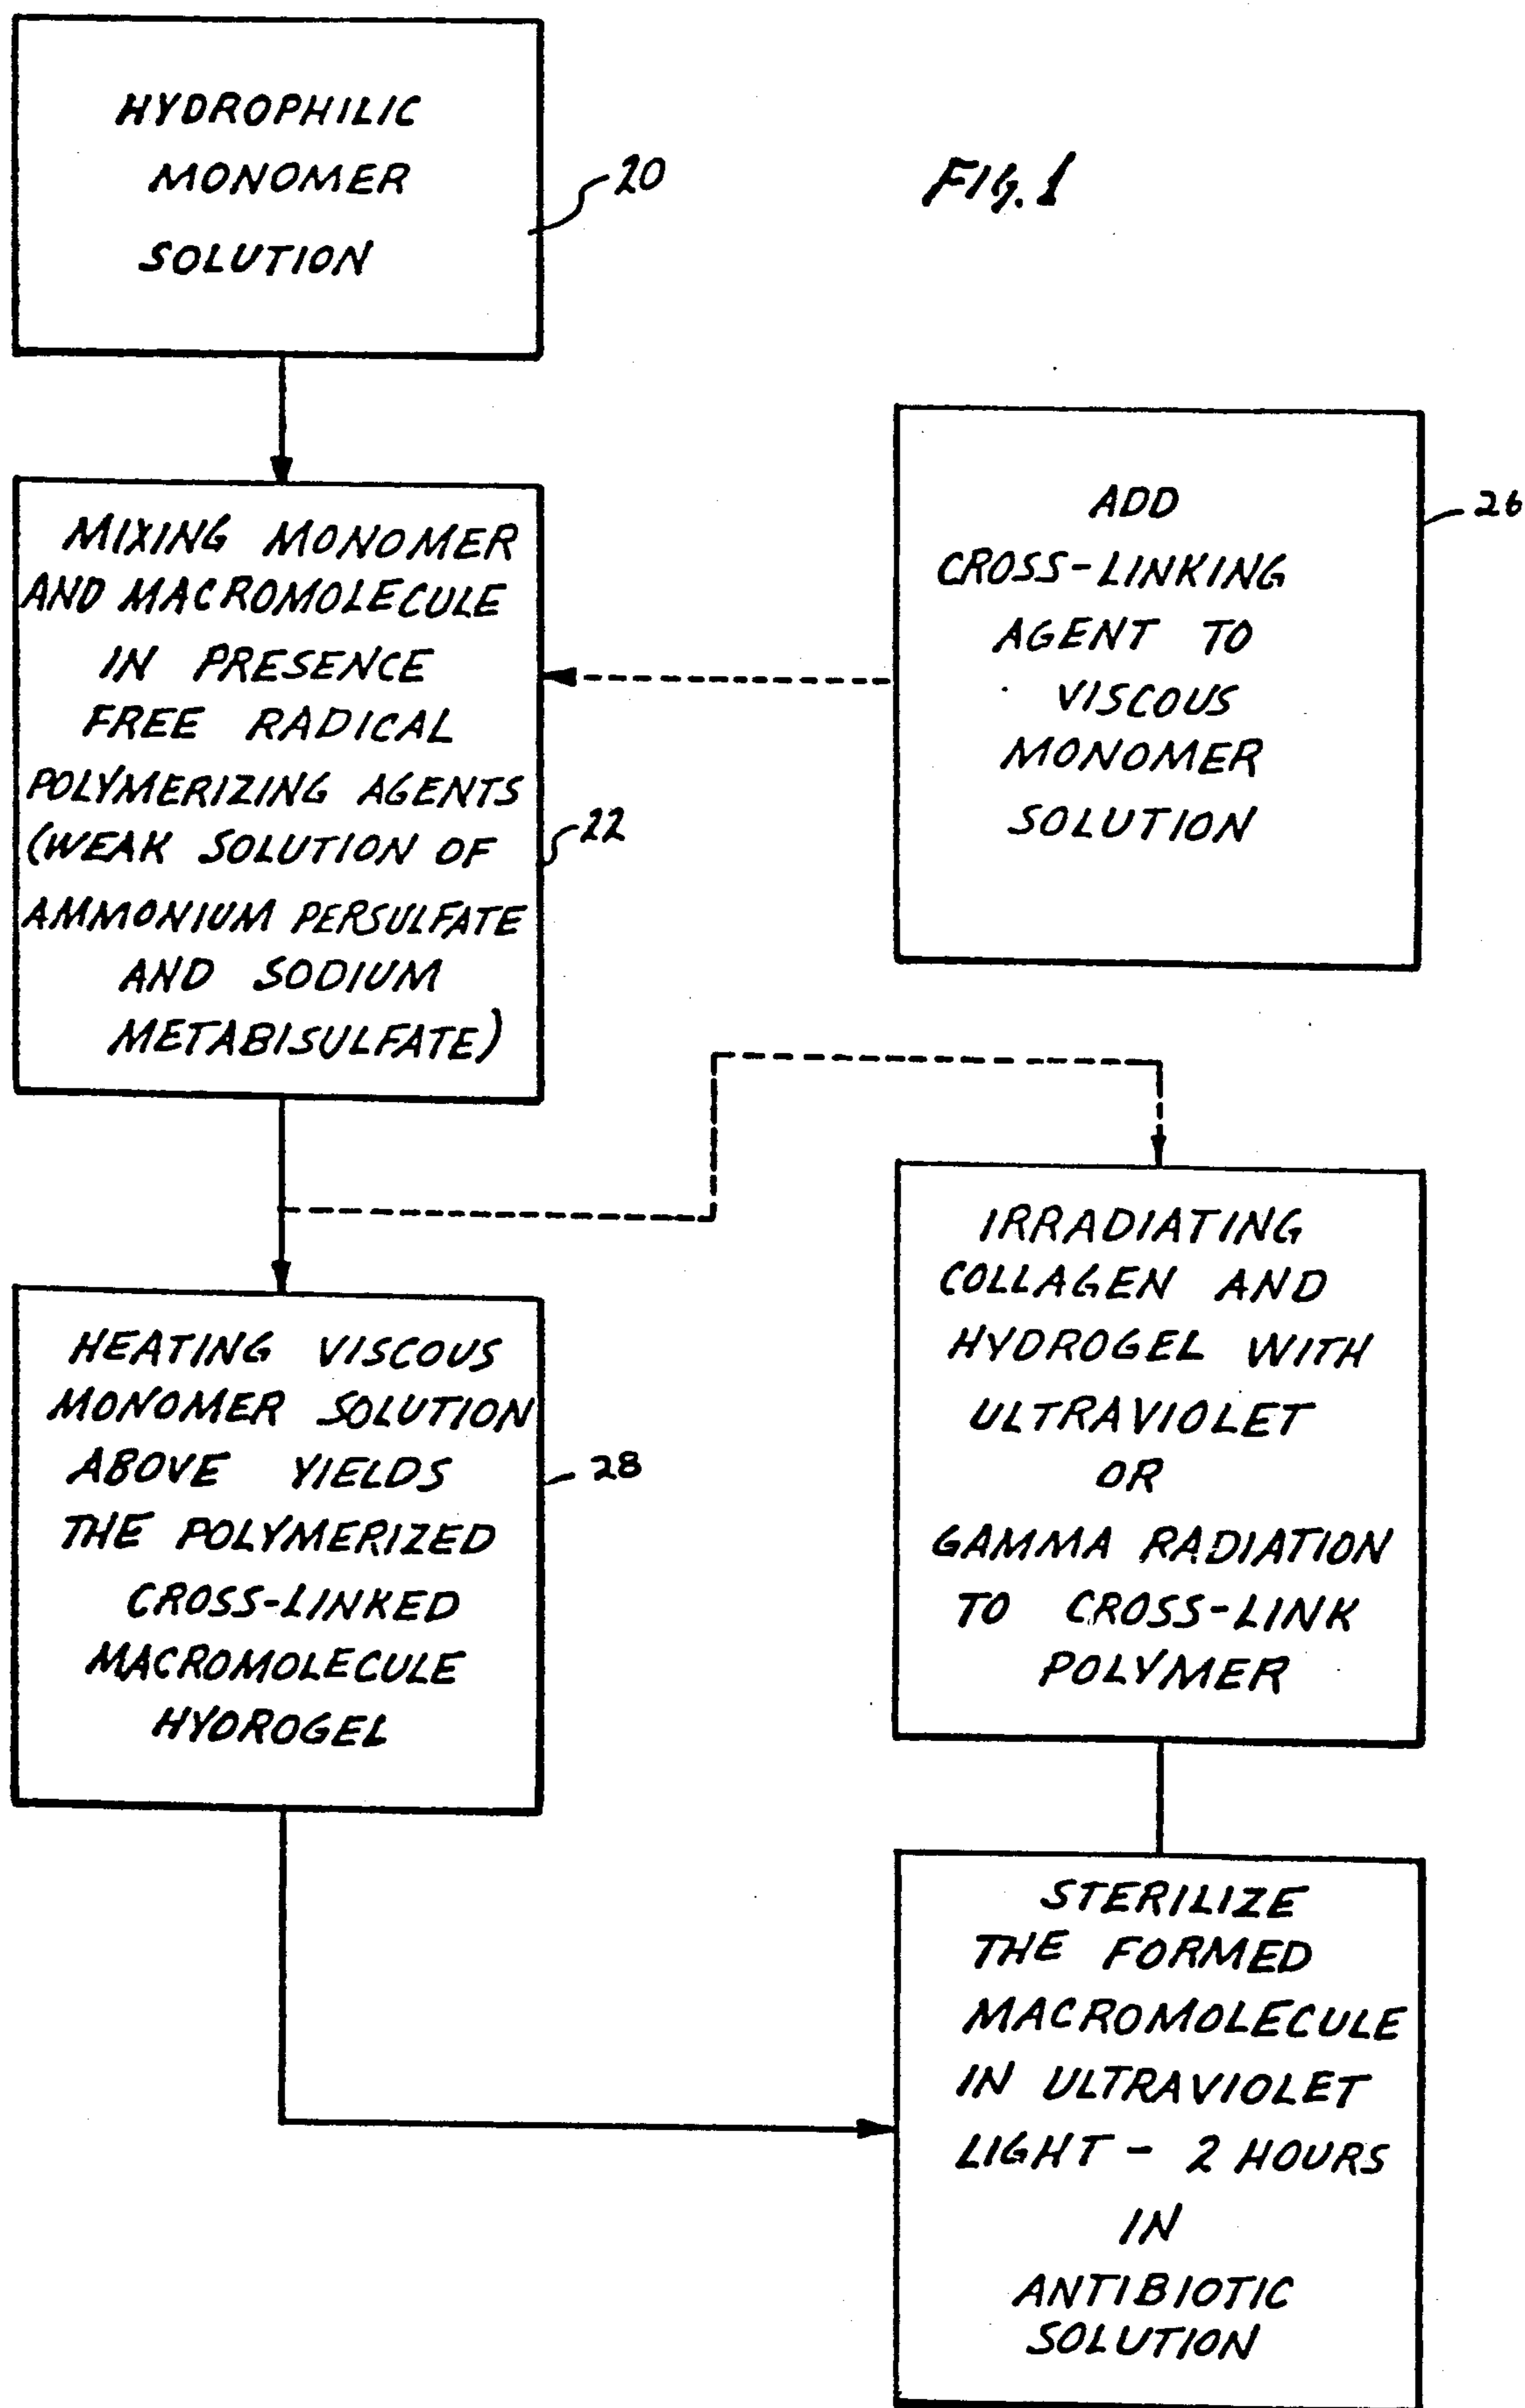 HYDROPHILIC
MONOMER
SOLUTION
20
FIG. 1
MIXING MONOMER
AND MACROMOLECULE
IN PRESENCE
FREE RADICAL
POLYMERIZING AGENTS
(WEAK SOLUTION OF
AMMONIUM PERSULFATE
AND SODIUM
METABISULFATE)
22
ADD
CROSS-LINKING
AGENT TO
VISCOUS
MONOMER
SOLUTION
26
HEATING VISCOUS
MONOMER SOLUTION
ABOVE YIELDS
THE POLYMERIZED
CROSS-LINKED
MACROMOLECULE
HYDROGEL
28
IRRADIATING
COLLAGEN AND
HYDROGEL WITH
ULTRAVIOLET
OR
GAMMA RADIATION
TO CROSS-LINK
POLYMER
STERILIZE
THE FORMED
MACROMOLECULE
IN ULTRAVIOLET
LIGHT - 2 HOURS
IN
ANTIBIOTIC
SOLUTION